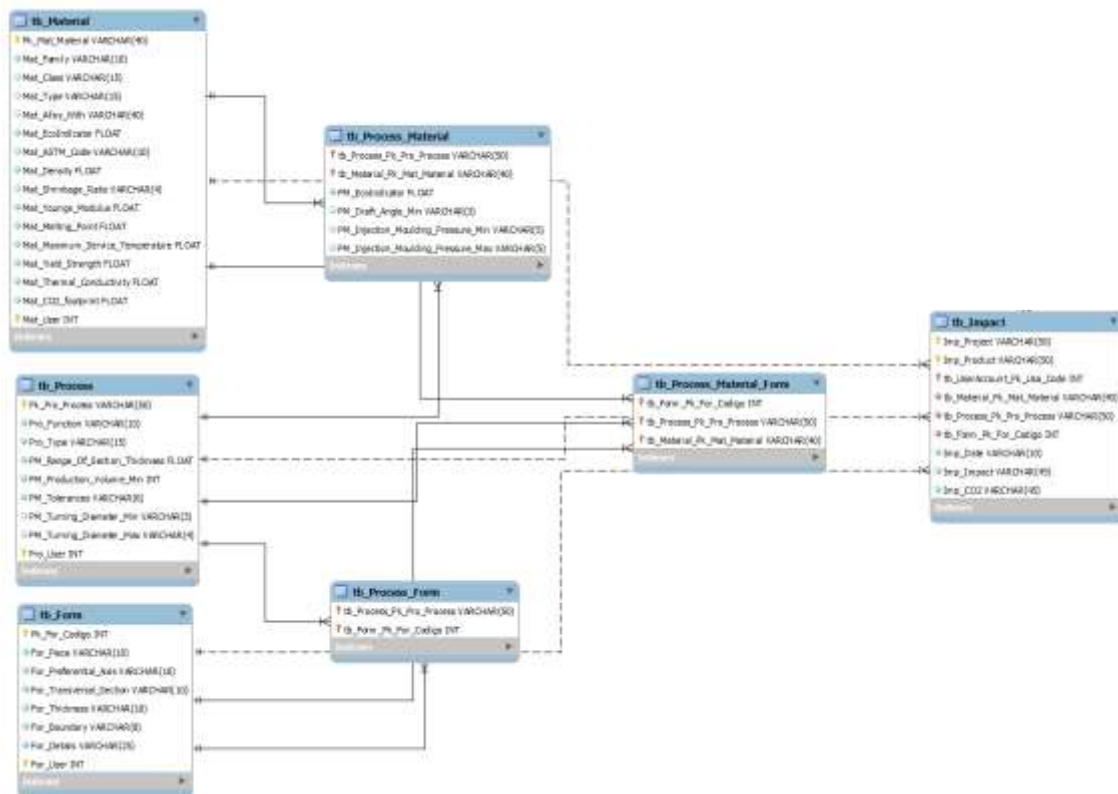 tb_Material
Pk_Mat_Material VARCHAR(40)
Mat_Family VARCHAR(10)
Mat_Class VARCHAR(15)
Mat_Type VARCHAR(15)
Mat_Alloy_With VARCHAR(40)
Mat_EcoIndicator FLOAT
Mat_ASTM_Code VARCHAR(10)
Mat_Density FLOAT
Mat_Shrinkage_Ratio VARCHAR(4)
Mat_Youngs_Modulus FLOAT
Mat_Melting_Point FLOAT
Mat_Maximum_Service_Temperature FLOAT
Mat_Yield_Strength FLOAT
Mat_Thermal_Conductivity FLOAT
Mat_CO2_footprint FLOAT
Mat_User INT
Indexes
tb_Process_Material
tb_Process_Pk_Pro_Process VARCHAR(50)
tb_Material_Pk_Mat_Material VARCHAR(40)
PM_EcoIndicator FLOAT
PM_Draft_Angle_Min VARCHAR(3)
PM_Injection_Moulding_Pressure_Min VARCHAR(5)
PM_Injection_Moulding_Pressure_Max VARCHAR(5)
Indexes
tb_Impact
Imp_Project VARCHAR(50)
Imp_Product VARCHAR(50)
tb_UserAccount_Pk_Usa_Code INT
tb_Material_Pk_Mat_Material VARCHAR(40)
tb_Process_Pk_Pro_Process VARCHAR(50)
tb_Form_Pk_For_Codigo INT
Imp_Date VARCHAR(10)
Imp_Impact VARCHAR(45)
Imp_CO2 VARCHAR(45)
Indexes
tb_Process
Pk_Pro_Process VARCHAR(50)
Pro_Function VARCHAR(10)
Pro_Type VARCHAR(15)
PM_Range_Of_Section_Thickness FLOAT
PM_Production_Volume_Min INT
PM_Tolerances VARCHAR(6)
PM_Turning_Diameter_Min VARCHAR(3)
PM_Turning_Diameter_Max VARCHAR(4)
Pro_User INT
Indexes
tb_Process_Material_Form
tb_Form_Pk_For_Codigo INT
tb_Process_Pk_Pro_Process VARCHAR(50)
tb_Material_Pk_Mat_Material VARCHAR(40)
Indexes
tb_Process_Form
tb_Process_Pk_Pro_Process VARCHAR(50)
tb_Form_Pk_For_Codigo INT
Indexes
tb_Form
Pk_For_Codigo INT
For_Piece VARCHAR(10)
For_Preferential_Axis VARCHAR(10)
For_Transversal_Section VARCHAR(10)
For_Thickness VARCHAR(10)
For_Boundary VARCHAR(8)
For_Details VARCHAR(25)
For_User INT
Indexes